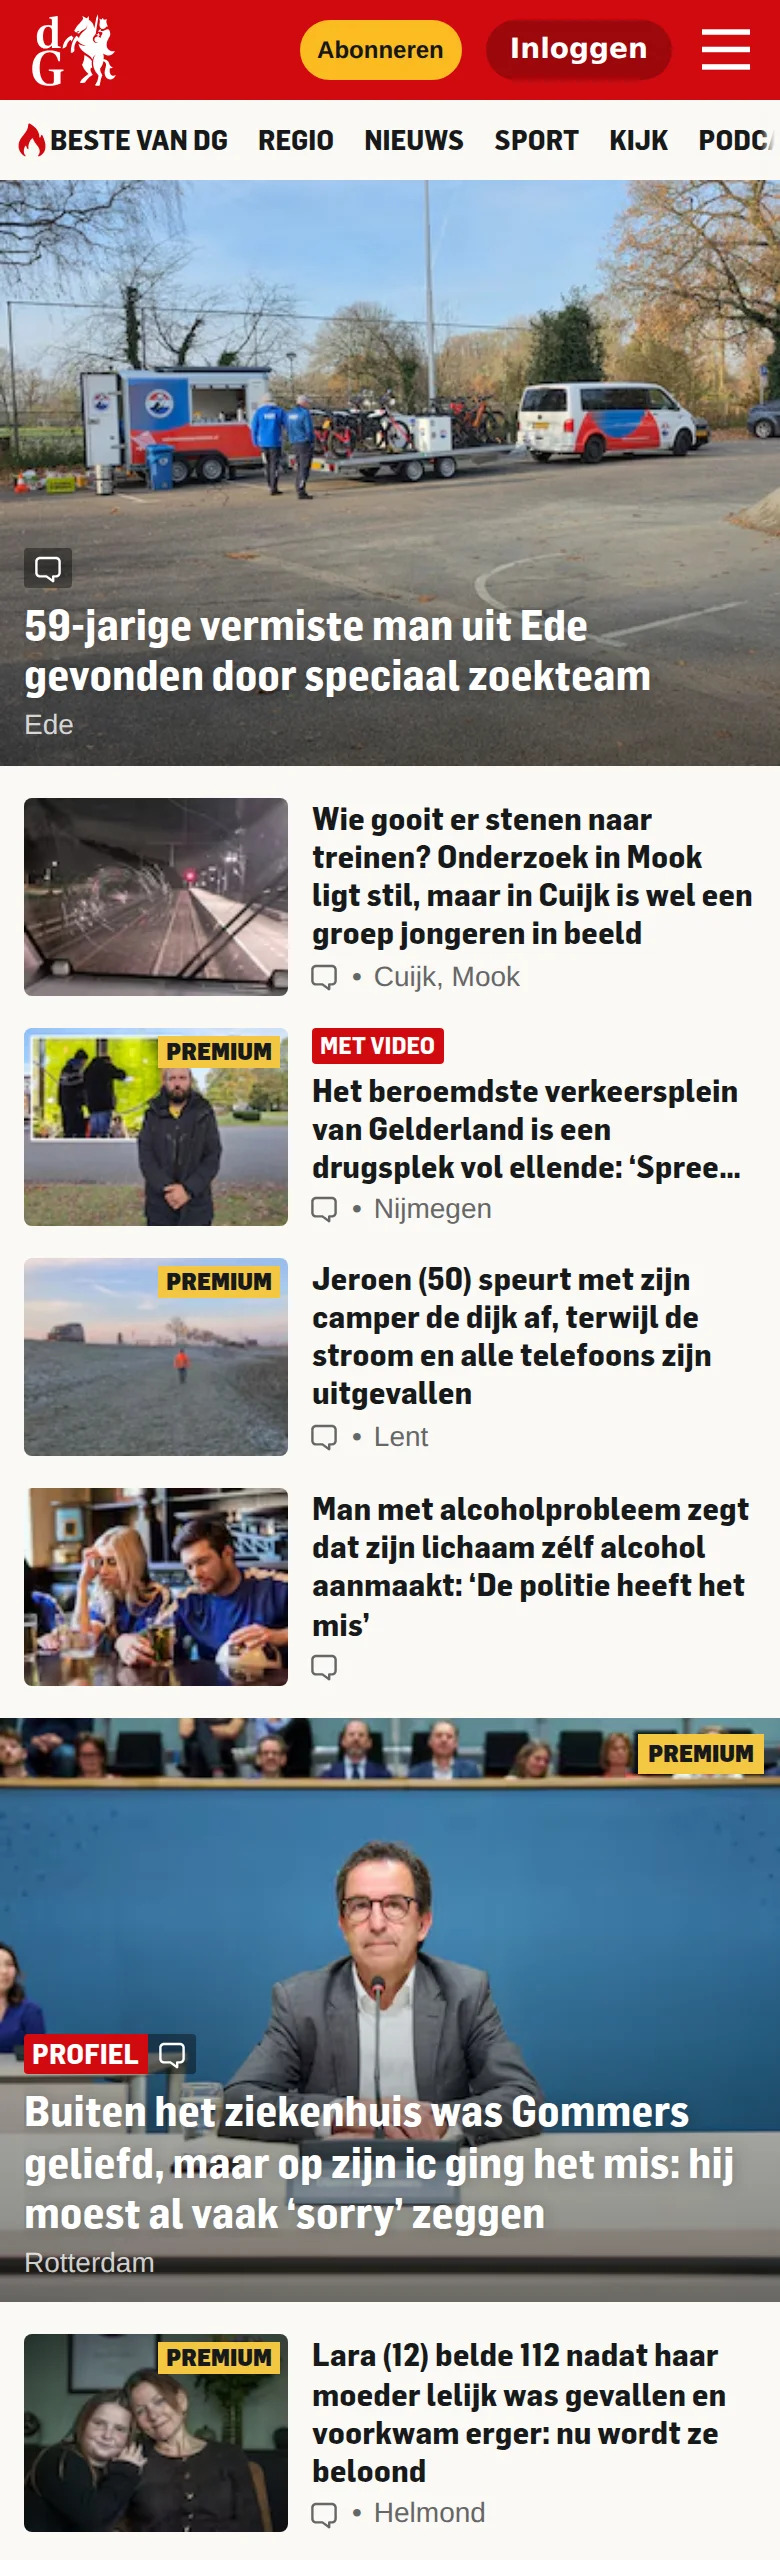 dG
Abonneren
Inloggen
BESTE VAN DG REGIO NIEUWS SPORT KIJK PODCA
59-jarige vermiste man uit Ede
gevonden door speciaal zoekteam
Ede
Wie gooit er stenen naar
treinen? Onderzoek in Mook
ligt stil, maar in Cuijk is wel een
groep jongeren in beeld
• Cuijk, Mook
PREMIUM
MET VIDEO
Het beroemdste verkeersplein
van Gelderland is een
drugsplek vol ellende: ‘Spree...
• Nijmegen
PREMIUM
Jeroen (50) speurt met zijn
camper de dijk af, terwijl de
stroom en alle telefoons zijn
uitgevallen
• Lent
Man met alcoholprobleem zegt
dat zijn lichaam zélf alcohol
aanmaakt: ‘De politie heeft het
mis’
PREMIUM
PROFIEL
Buiten het ziekenhuis was Gommers
geliefd, maar op zijn ic ging het mis: hij
moest al vaak ‘sorry’ zeggen
Rotterdam
PREMIUM
Lara (12) belde 112 nadat haar
moeder lelijk was gevallen en
voorkwam erger: nu wordt ze
beloond
• Helmond